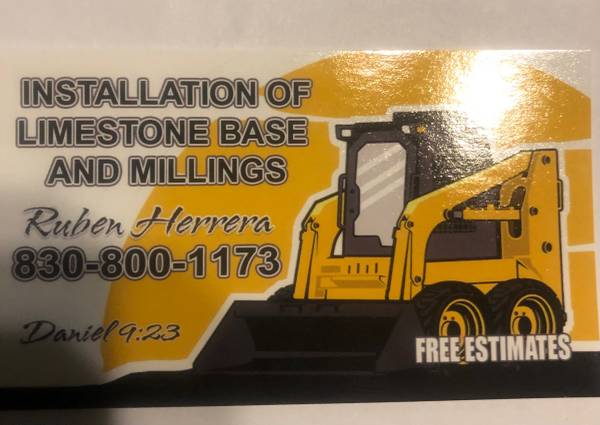 INSTALLATION OF
LIMESTONE BASE
AND MILLINGS
Ruben Herrera
830-800-1173
Daniel 9:23
FREE ESTIMATES